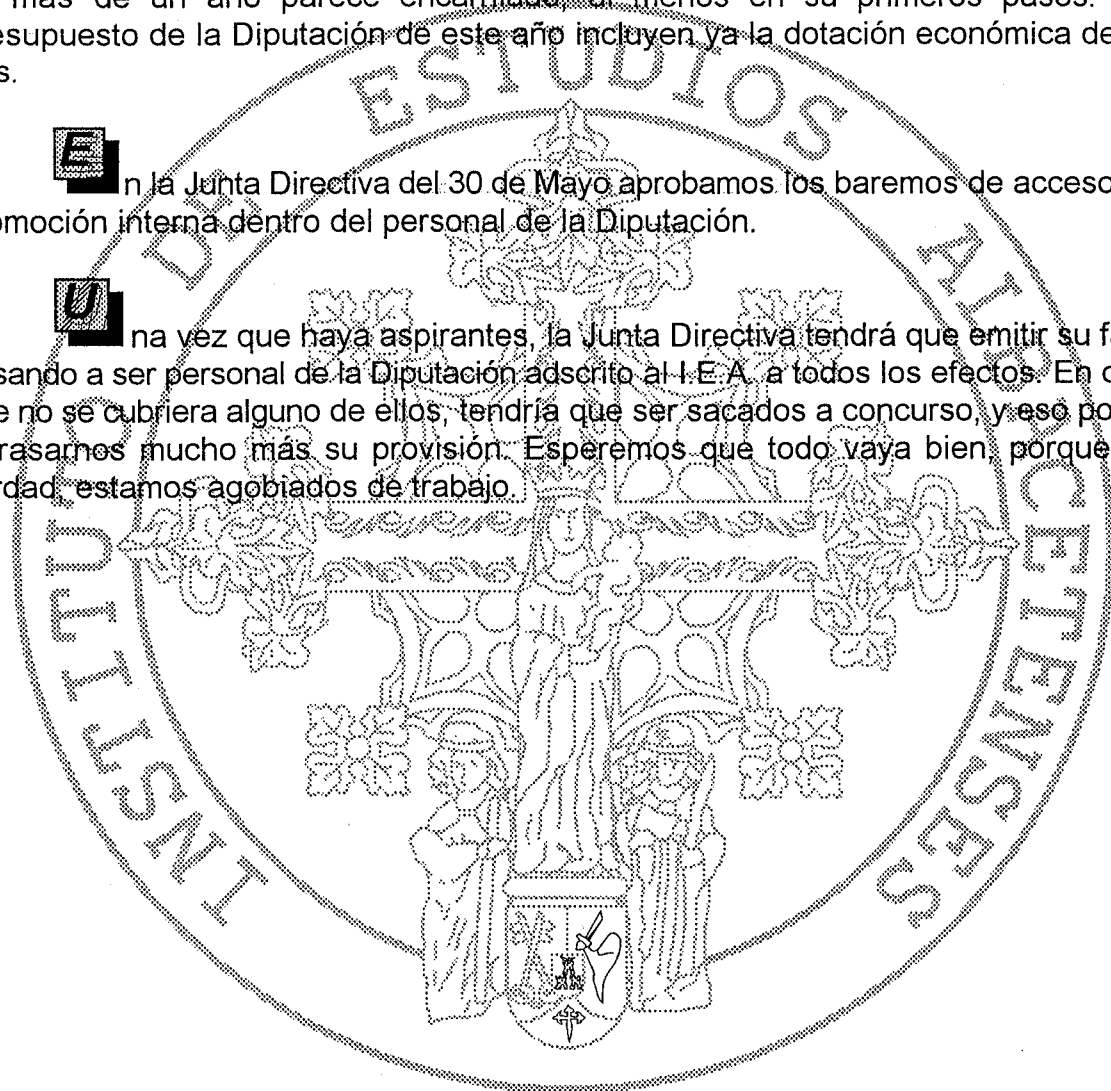 más de un año parece encarrilado, al menos en su primeros pasos.
esupuesto de la Diputación de este año incluyen ya la dotación económica de
s.
En la Junta Directiva del 30 de Mayo aprobamos los baremos de acceso
omoción interna dentro del personal de la Diputación.
Una vez que haya aspirantes, la Junta Directiva tendrá que emitir su fa
sando a ser personal de la Diputación adscrito al I.E.A. a todos los efectos. En c
e no se cubriera alguno de ellos, tendría que ser sacados a concurso, y eso po
rasarnos mucho más su provisión. Esperemos que todo vaya bien, porque
rdad, estamos agobiados de trabajo.
INSTITUTO DE ESTUDIOS ALBACETENSES